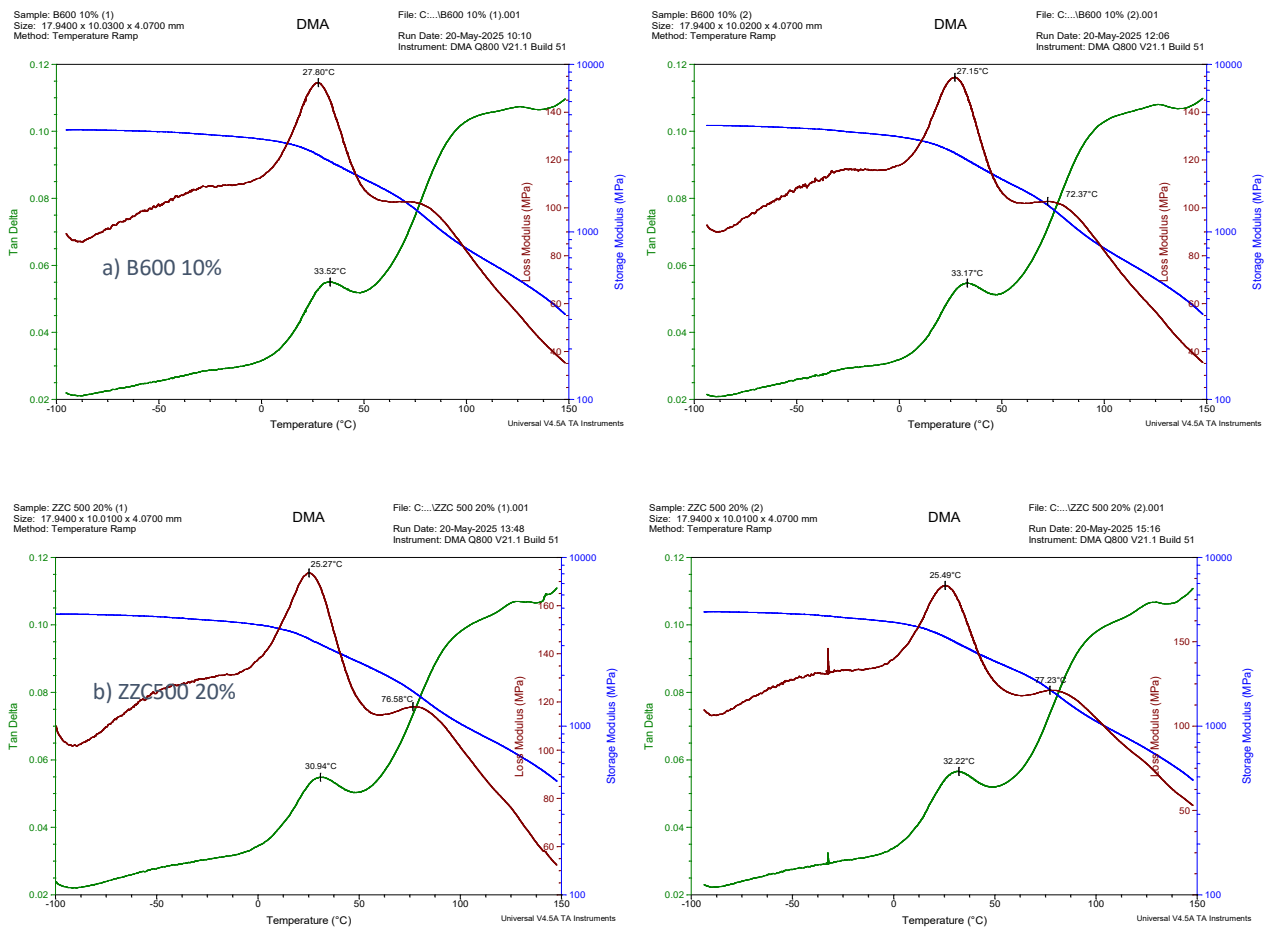 Sample: B600 10% (1)
Size: 17.9400 x 10.0300 x 4.0700 mm
Method: Temperature Ramp
DMA
File: C:...\B600 10% (1).001
Run Date: 20-May-2025 10:10
Instrument: DMA Q800 V21.1 Build 51
27.80°C
33.52°C
a) B600 10%
0.12
0.10
0.08
0.06
0.04
0.02
Tan Delta
-100
-50
0
50
100
150
Temperature (°C)
140
120
100
80
60
40
Loss Modulus (MPa)
10000
1000
100
Storage Modulus (MPa)
Universal V4.5A TA Instruments
Sample: B600 10% (2)
Size: 17.9400 x 10.0200 x 4.0700 mm
Method: Temperature Ramp
DMA
File: C:...\B600 10% (2).001
Run Date: 20-May-2025 12:06
Instrument: DMA Q800 V21.1 Build 51
27.15°C
72.37°C
33.17°C
0.12
0.10
0.08
0.06
0.04
0.02
Tan Delta
-100
-50
0
50
100
150
Temperature (°C)
140
120
100
80
60
40
Loss Modulus (MPa)
10000
1000
100
Storage Modulus (MPa)
Universal V4.5A TA Instruments
Sample: ZZC 500 20% (1)
Size: 17.9400 x 10.0100 x 4.0700 mm
Method: Temperature Ramp
DMA
File: C:...\ZZC 500 20% (1).001
Run Date: 20-May-2025 13:48
Instrument: DMA Q800 V21.1 Build 51
25.27°C
76.58°C
30.94°C
b) ZZC500 20%
0.12
0.10
0.08
0.06
0.04
0.02
Tan Delta
-100
-50
0
50
100
150
Temperature (°C)
160
140
120
100
80
60
Loss Modulus (MPa)
10000
1000
100
Storage Modulus (MPa)
Universal V4.5A TA Instruments
Sample: ZZC 500 20% (2)
Size: 17.9400 x 10.0100 x 4.0700 mm
Method: Temperature Ramp
DMA
File: C:...\ZZC 500 20% (2).001
Run Date: 20-May-2025 15:16
Instrument: DMA Q800 V21.1 Build 51
25.49°C
77.23°C
32.22°C
0.12
0.10
0.08
0.06
0.04
0.02
Tan Delta
-100
-50
0
50
100
150
Temperature (°C)
150
100
50
Loss Modulus (MPa)
10000
1000
100
Storage Modulus (MPa)
Universal V4.5A TA Instruments